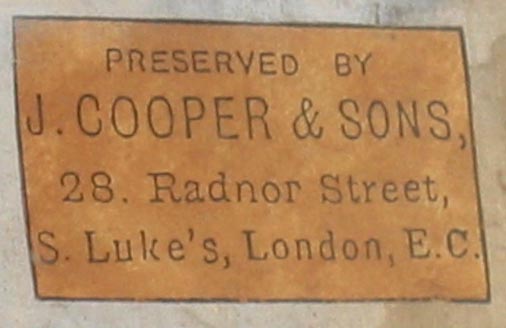 PRESERVED BY
J. COOPER & SONS,
28. Radnor Street,
S. Luke's, London, E.C.